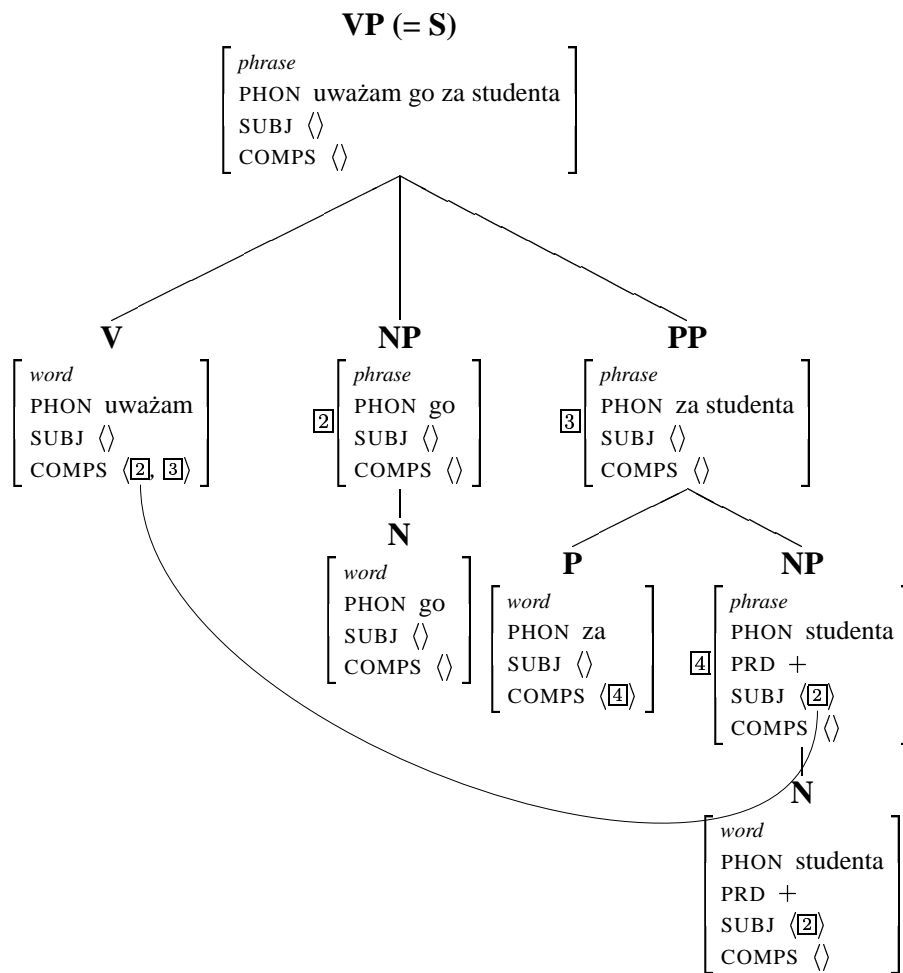 VP (= S)
phrase
PHON uważam go za studenta
SUBJ ⟨⟩
COMPS ⟨⟩
V
word
PHON uważam
SUBJ ⟨⟩
COMPS ⟨2, 3⟩
NP
2
phrase
PHON go
SUBJ ⟨⟩
COMPS ⟨⟩
PP
3
phrase
PHON za studenta
SUBJ ⟨⟩
COMPS ⟨⟩
N
word
PHON go
SUBJ ⟨⟩
COMPS ⟨⟩
P
word
PHON za
SUBJ ⟨⟩
COMPS ⟨4⟩
NP
4
phrase
PHON studenta
PRD +
SUBJ ⟨2⟩
COMPS ⟨⟩
N
word
PHON studenta
PRD +
SUBJ ⟨2⟩
COMPS ⟨⟩